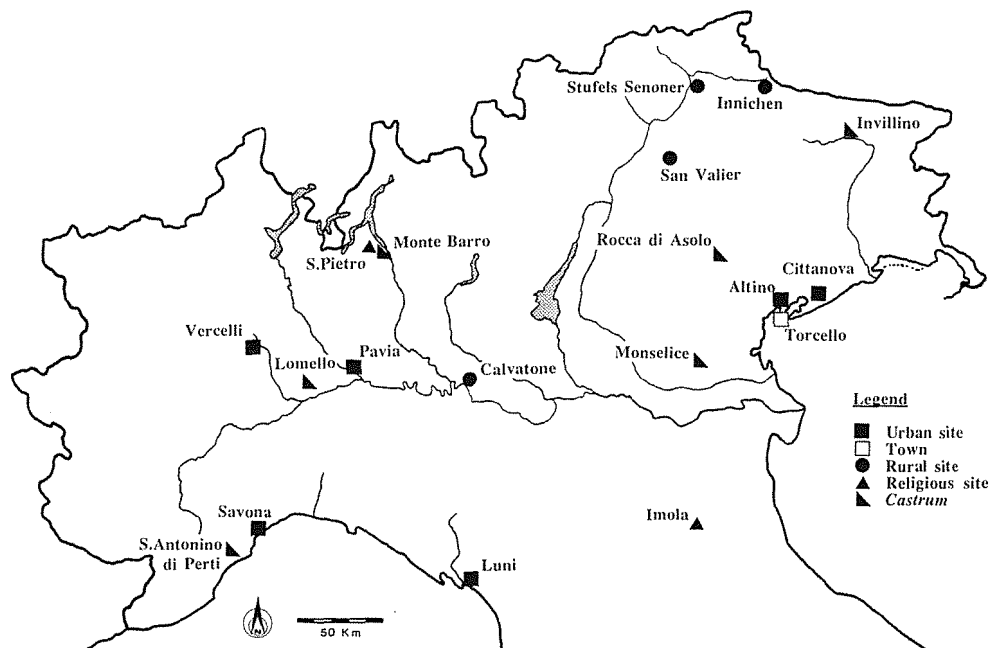 Stufels Senoner
Innichen
Invillino
San Valier
Monte Barro
S.Pietro
Rocca di Asolo
Cittanova
Altino
Torcello
Vercelli
Lomello
Pavia
Calvatone
Monselice
Legend
Urban site
Town
Rural site
Religious site
Castrum
Savona
Imola
S.Antonino
di Perti
Luni
N
50 Km